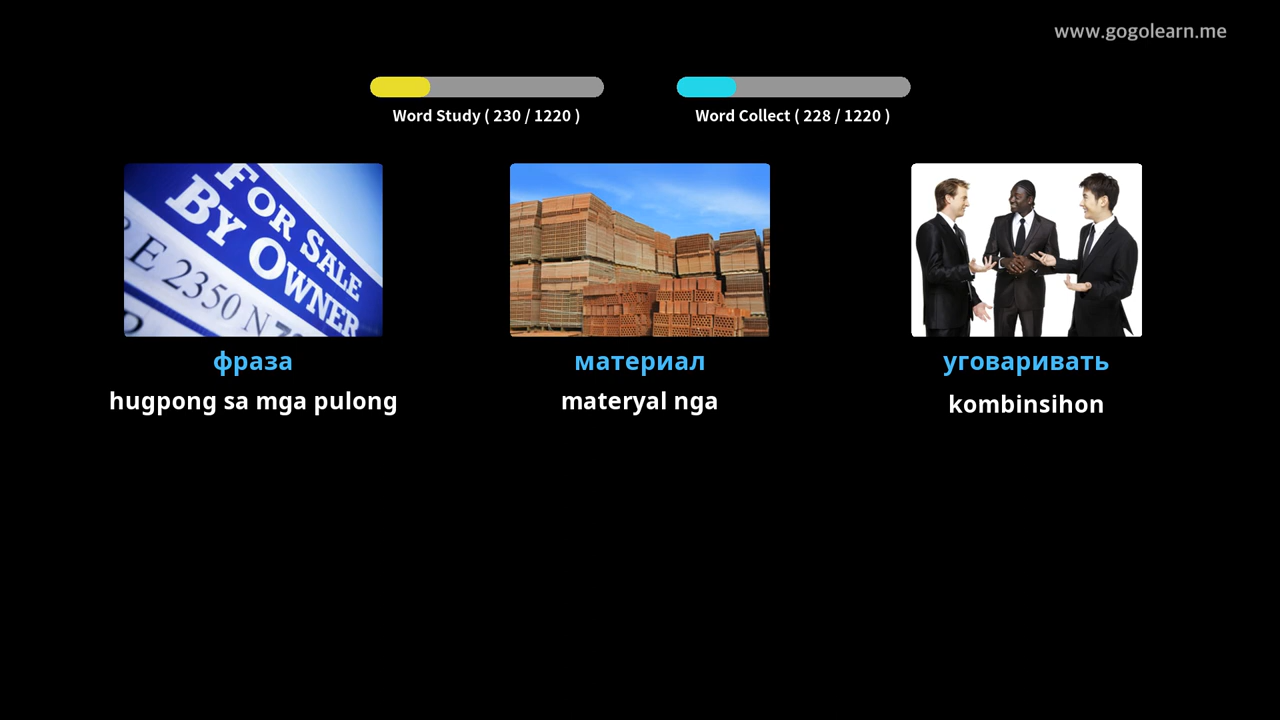 www.gogolearn.me
Word Study ( 230 / 1220 )
Word Collect ( 228 / 1220 )
FOR SALE
BY OWNER
E 2350 N
фраза
материал
уговаривать
hugpong sa mga pulong
materyal nga
kombinsihon